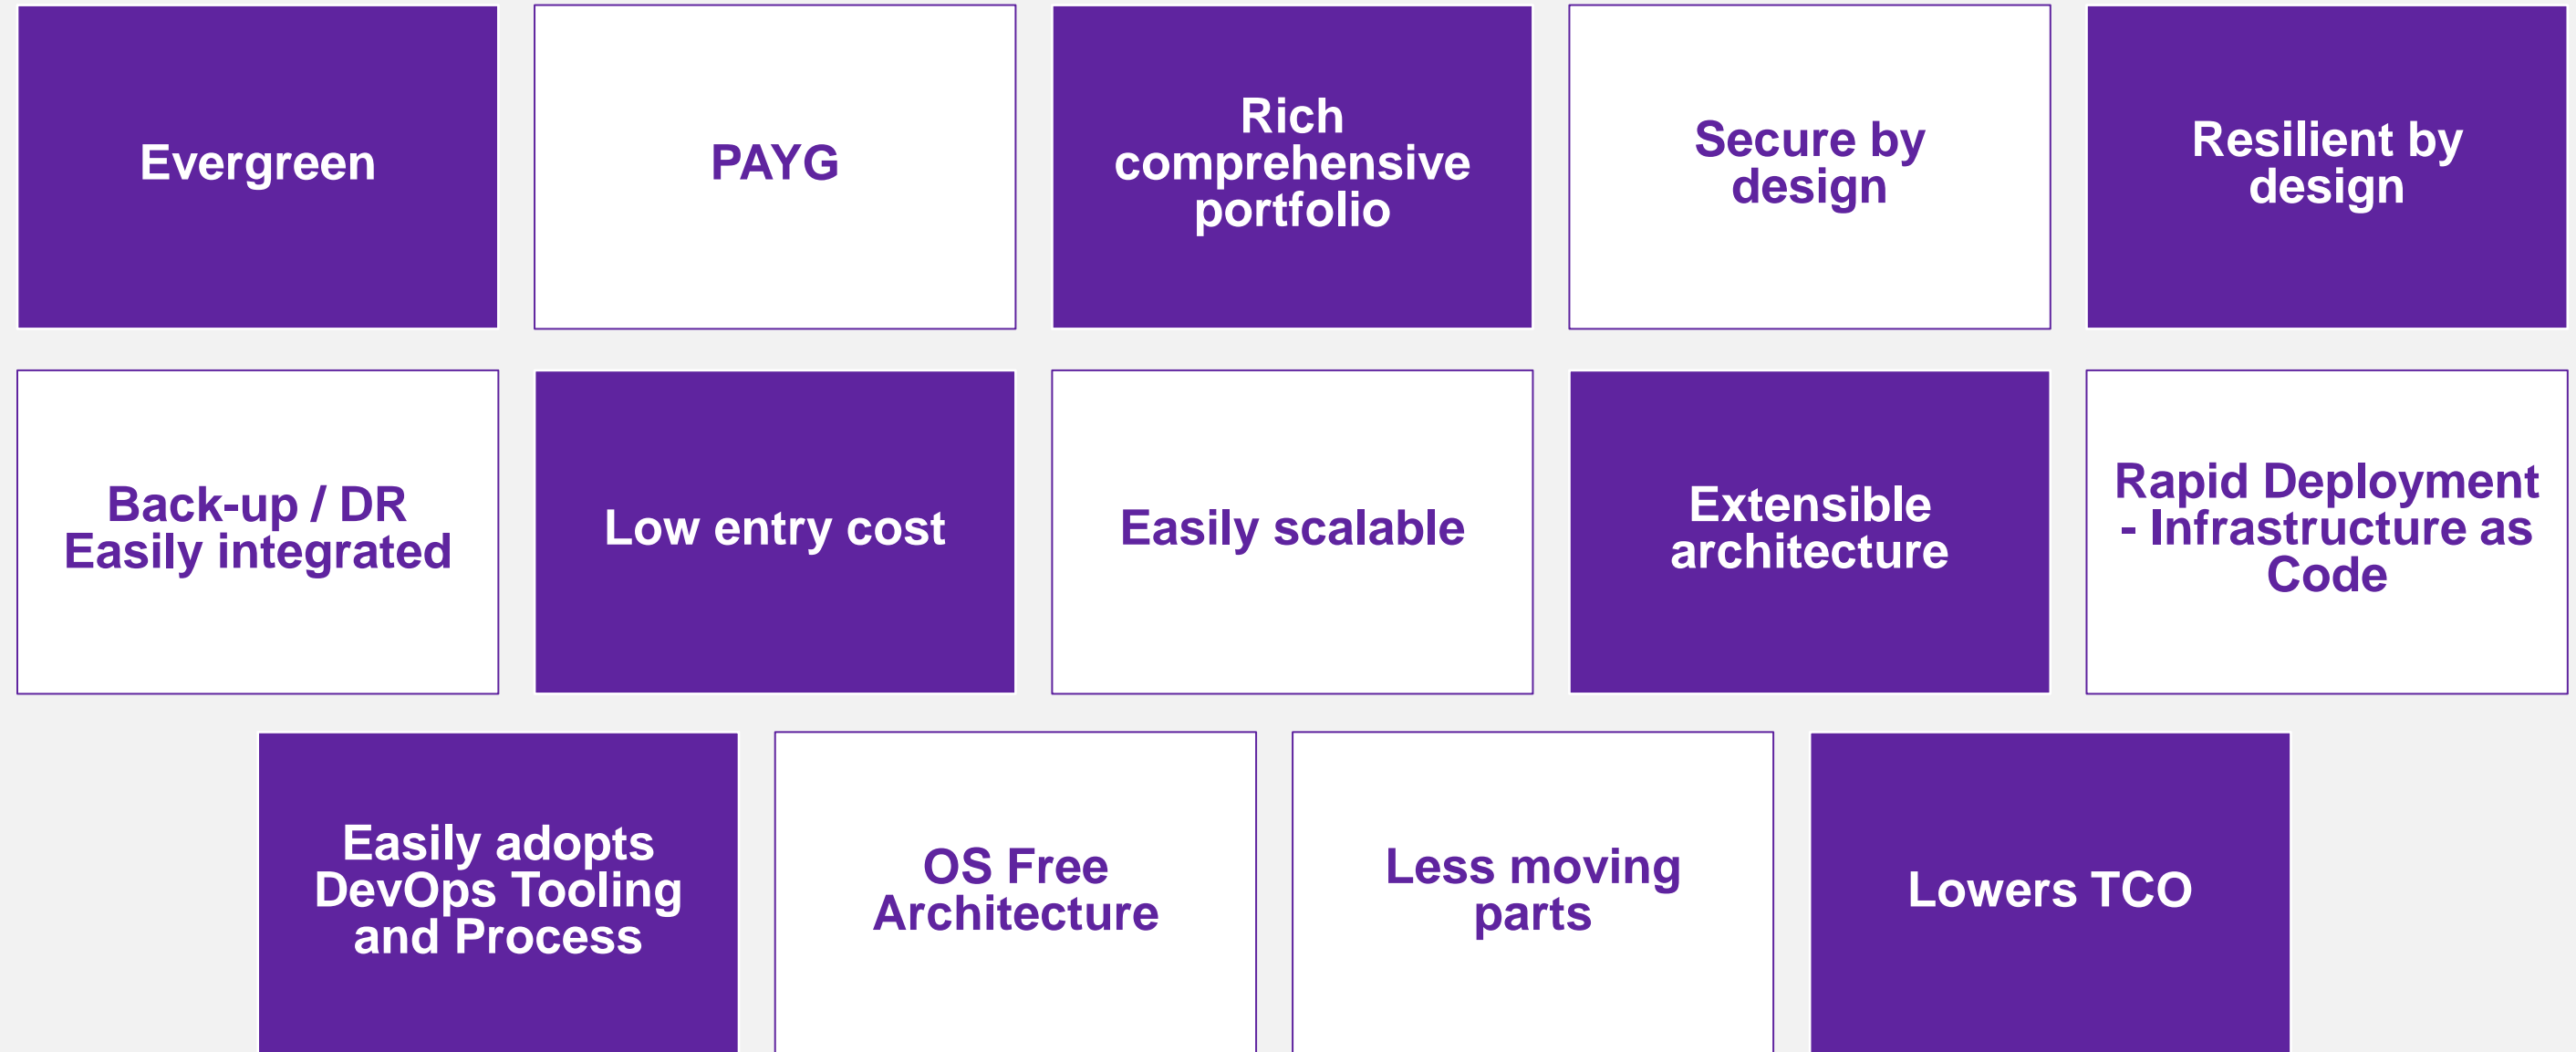 Evergreen
PAYG
Rich
comprehensive
portfolio
Secure by
design
Resilient by
design
Back-up / DR
Easily integrated
Low entry cost
Easily scalable
Extensible
architecture
Rapid Deployment
- Infrastructure as
Code
Easily adopts
DevOps Tooling
and Process
OS Free
Architecture
Less moving
parts
Lowers TCO